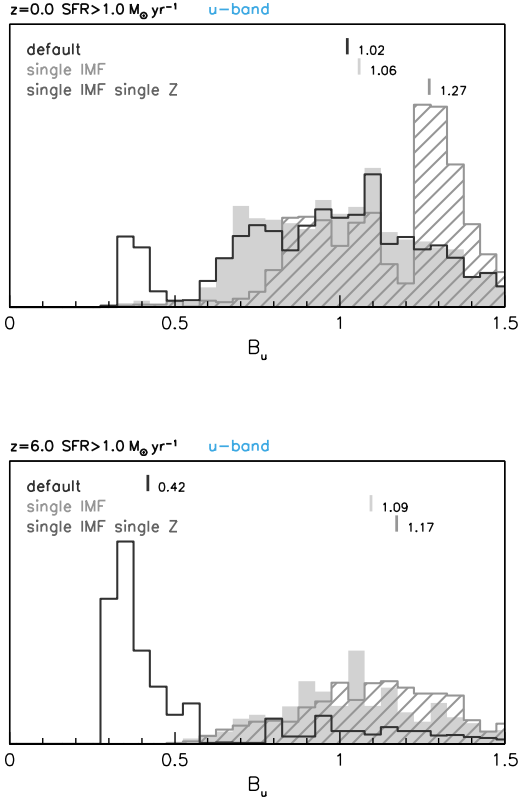 z=0.0 SFR>1.0 M⊙ yr⁻¹ u-band
default 1.02
single IMF 1.06
single IMF single Z 1.27
0 0.5 1 1.5
Bᵤ
z=6.0 SFR>1.0 M⊙ yr⁻¹ u-band
default 0.42
single IMF 1.09
single IMF single Z 1.17
0 0.5 1 1.5
Bᵤ